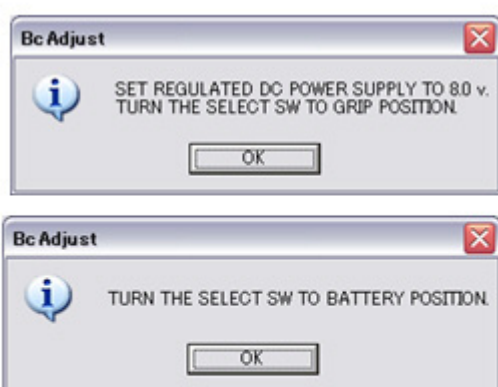 Bc Adjust
SET REGULATED DC POWER SUPPLY TO 8.0 v.
TURN THE SELECT SW TO GRIP POSITION.
OK
Bc Adjust
TURN THE SELECT SW TO BATTERY POSITION.
OK